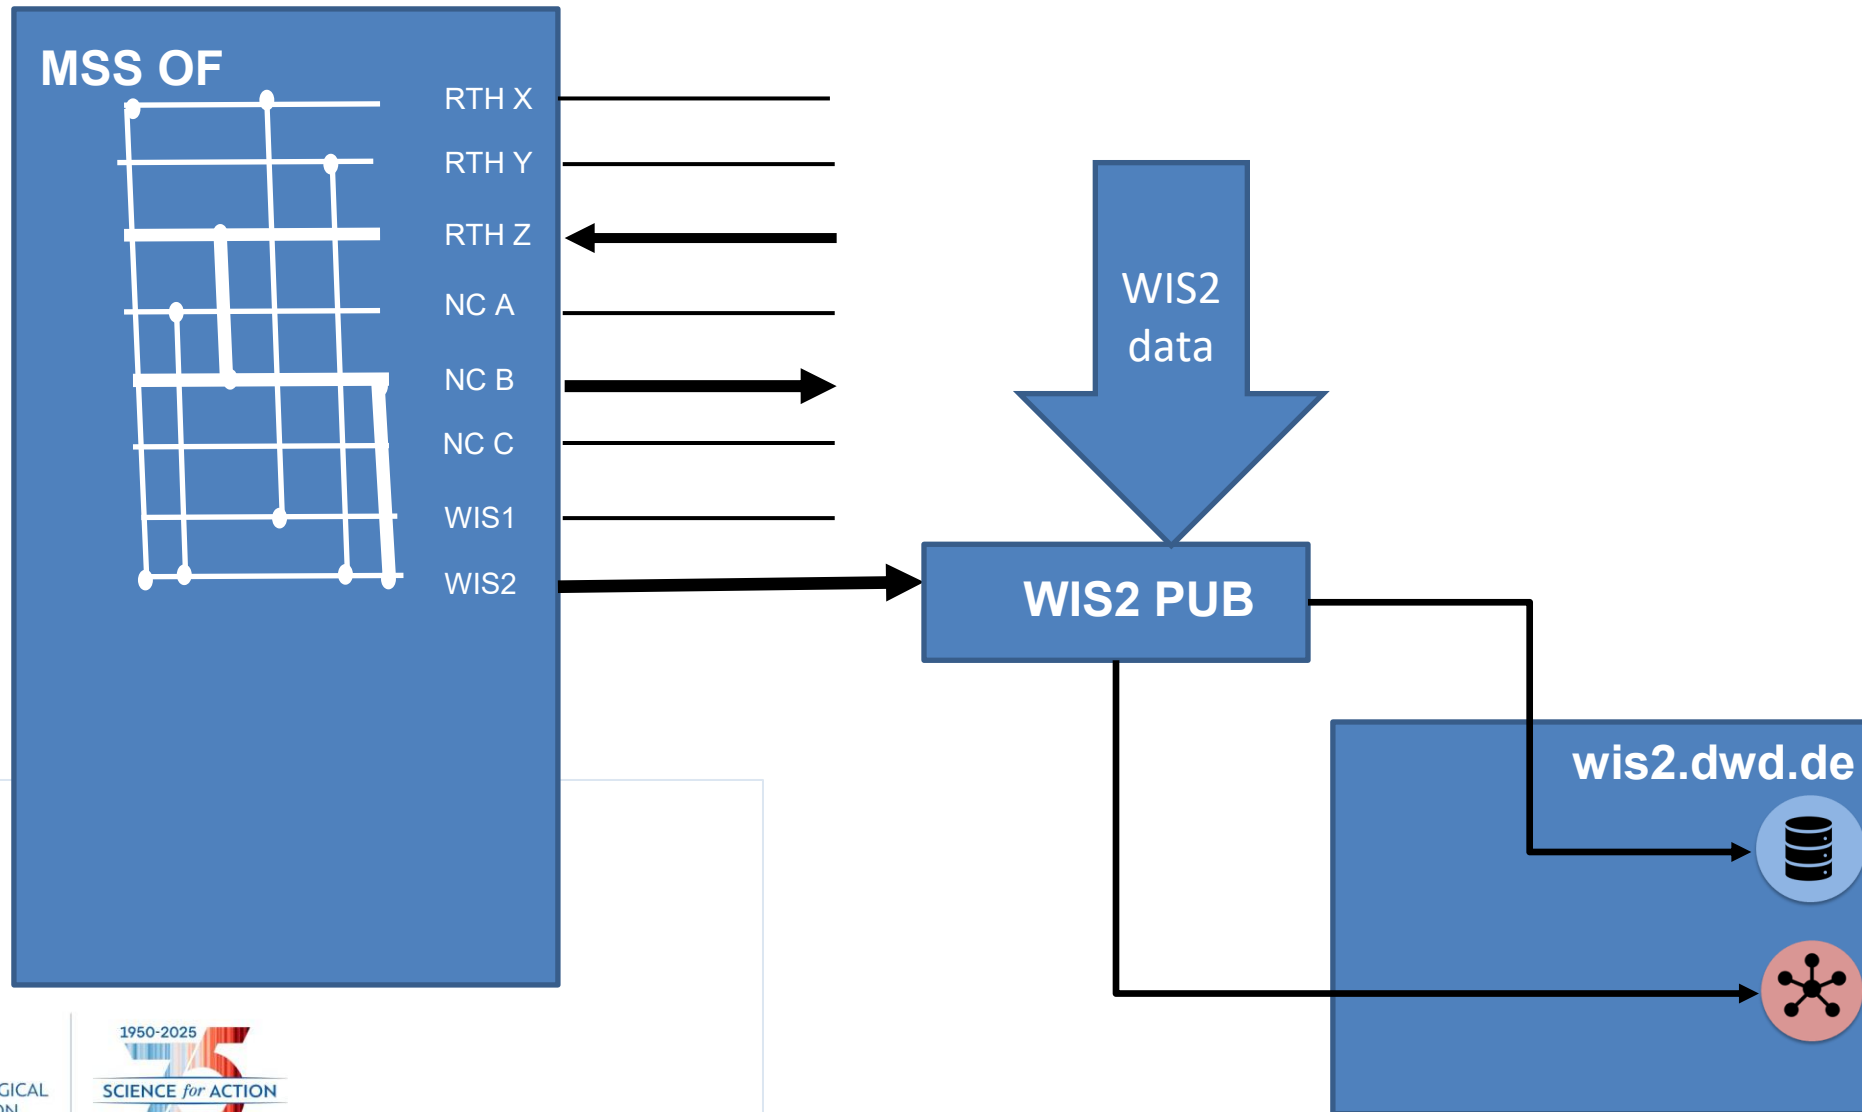 MSS OF
RTH X
RTH Y
RTH Z
NC A
NC B
NC C
WIS1
WIS2
WIS2
data
WIS2 PUB
wis2.dwd.de
1950-2025
75
SCIENCE for ACTION